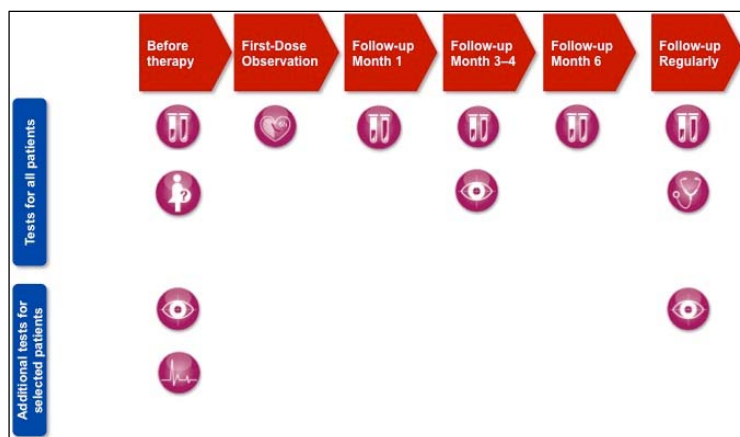 Before
therapy
First-Dose
Observation
Follow-up
Month 1
Follow-up
Month 3–4
Follow-up
Month 6
Follow-up
Regularly
Tests for all patients
?
Additional tests for
selected patients